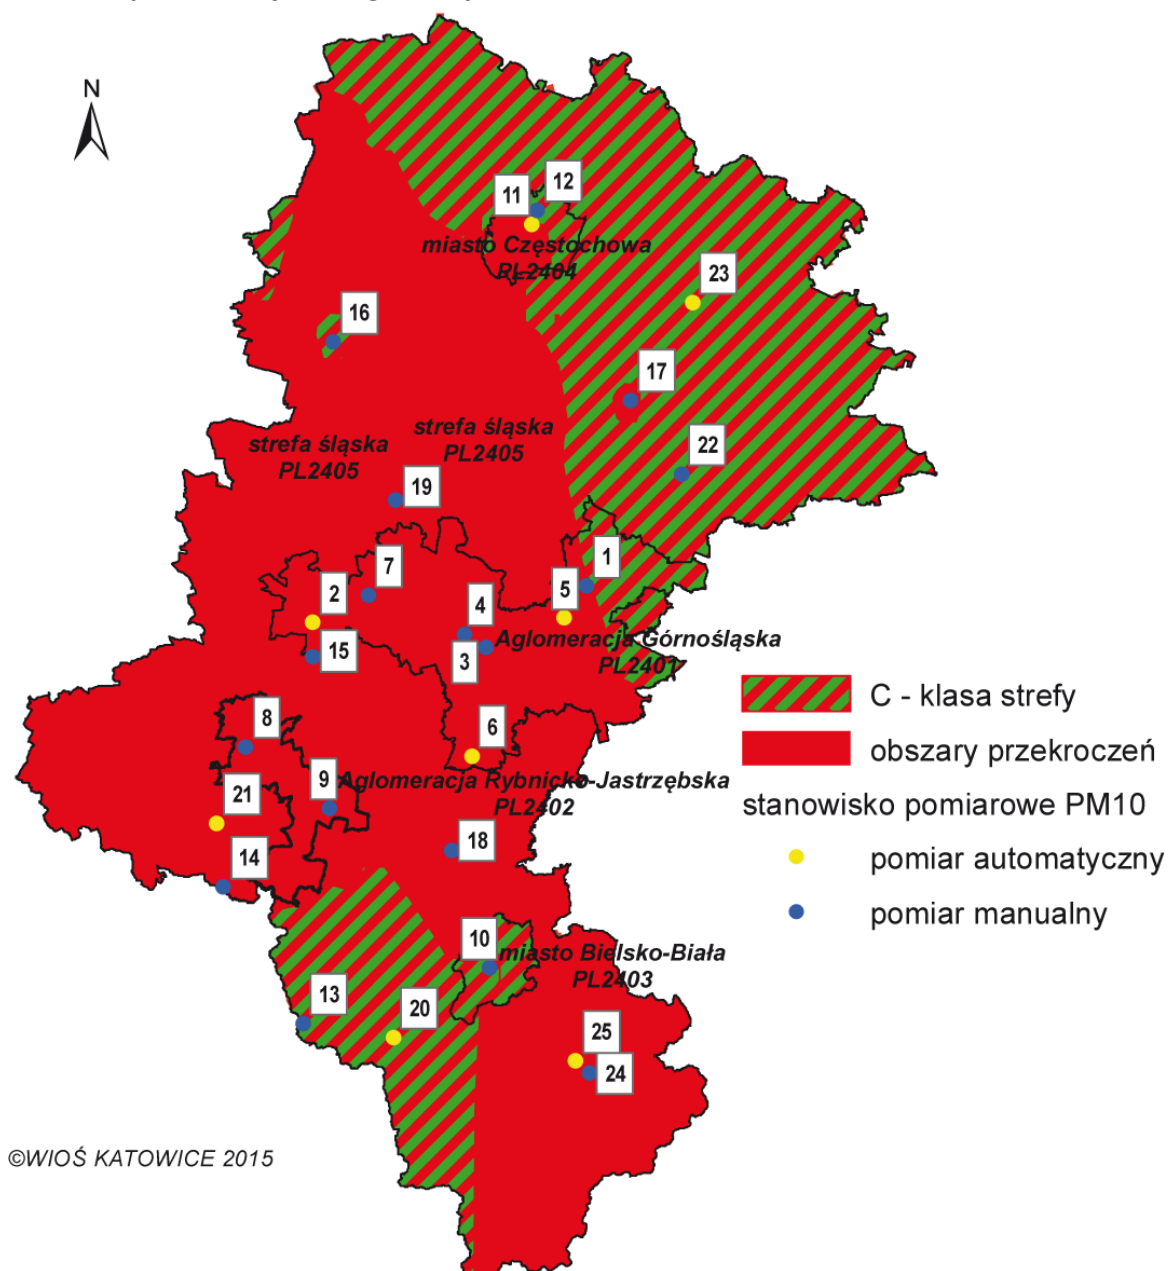 N
11
12
miasto Częstochowa
PL2404
23
16
17
strefa śląska
PL2405
strefa śląska
PL2405
22
19
1
7
2
5
4
15
3
Aglomeracja Górnośląska
PL2401
8
6
9
Aglomeracja Rybnicko-Jastrzębska
PL2402
21
18
14
10
miasto Bielsko-Biała
PL2403
13
20
25
24
C - klasa strefy
obszary przekroczeń
stanowisko pomiarowe PM10
pomiar automatyczny
pomiar manualny
©WIOŚ KATOWICE 2015